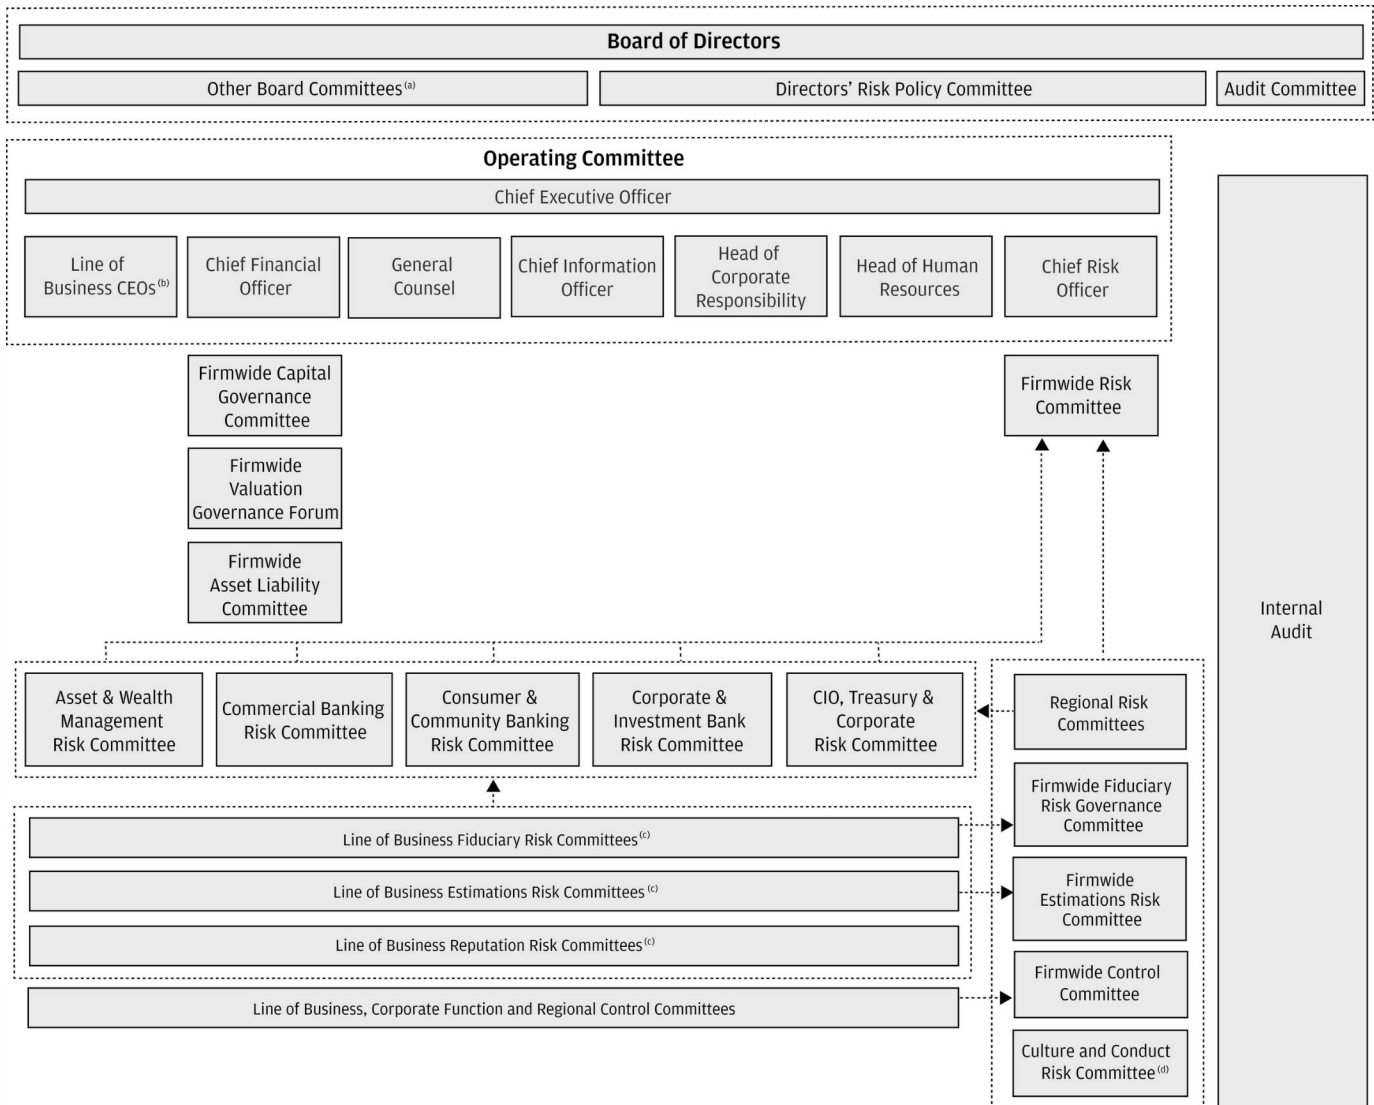 Board of Directors
Other Board Committees(a)
Directors' Risk Policy Committee
Audit Committee
Operating Committee
Chief Executive Officer
Line of
Business CEOs(b)
Chief Financial
Officer
General
Counsel
Chief Information
Officer
Head of
Corporate
Responsibility
Head of Human
Resources
Chief Risk
Officer
Firmwide Capital
Governance
Committee
Firmwide Risk
Committee
Firmwide
Valuation
Governance Forum
Firmwide
Asset Liability
Committee
Internal
Audit
Asset & Wealth
Management
Risk Committee
Commercial Banking
Risk Committee
Consumer &
Community Banking
Risk Committee
Corporate &
Investment Bank
Risk Committee
CIO, Treasury &
Corporate
Risk Committee
Regional Risk
Committees
Firmwide Fiduciary
Risk Governance
Committee
Line of Business Fiduciary Risk Committees(c)
Line of Business Estimations Risk Committees(c)
Firmwide
Estimations Risk
Committee
Line of Business Reputation Risk Committees(c)
Firmwide Control
Committee
Line of Business, Corporate Function and Regional Control Committees
Culture and Conduct
Risk Committee(d)